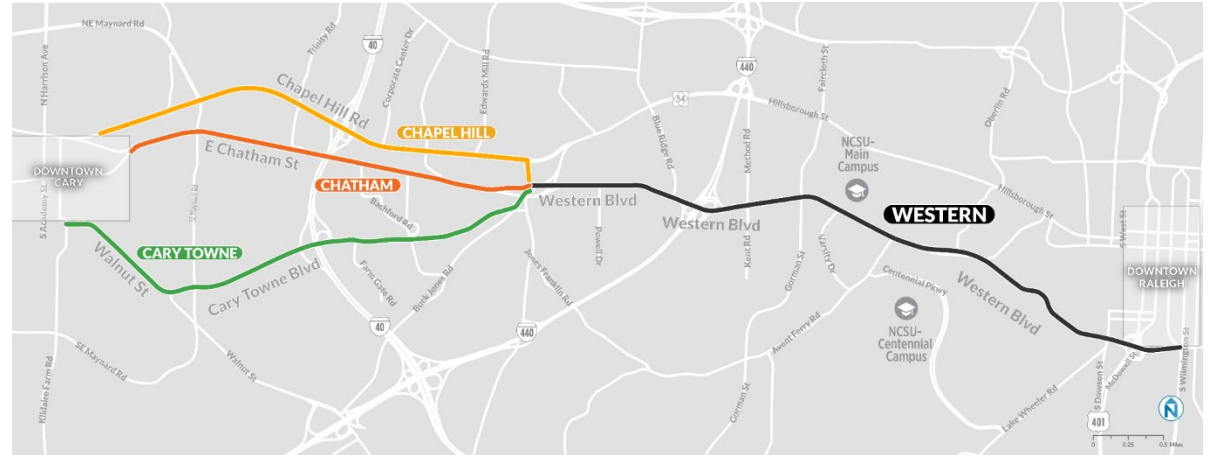 NE Maynard Rd
N Harrison Ave
Trinity Rd
40
Corporate Center Dr
Edwards Mill Rd
Chapel Hill Rd
CHAPEL HILL
E Chatham St
CHATHAM
DOWNTOWN
CARY
S Academy St
CARY TOWNE
Walnut St
Cary Towne Blvd
Bashford Rd
Farm Gate Rd
Buck Jones Rd
40
SE Maynard Rd
Walnut St
Kildaire Farm Rd
Jones Franklin Rd
440
54
440
Blue Ridge Rd
Method Rd
Hillsborough St
Faircloth St
Oberlin Rd
NCSU-
Main
Campus
Hillsborough St
Western Blvd
Powell Dr
Western Blvd
Kent Rd
WESTERN
Varsity Dr
Gorman St
Centennial Pkwy
Western Blvd
Avent Ferry Rd
NCSU-
Centennial
Campus
Gorman St
S West St
DOWNTOWN
RALEIGH
Lake Wheeler Rd
S Dawson St
McDowell St
S Wilmington St
401
N
0 0.25 0.5 Miles